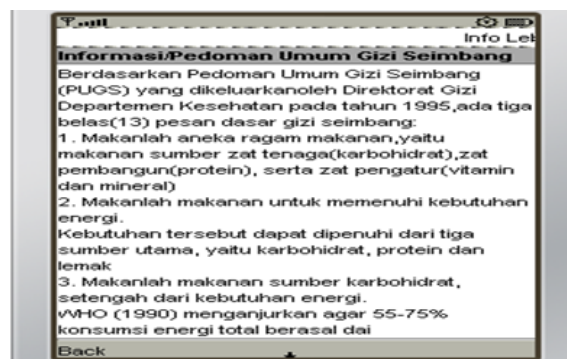 Info Lel
Informasi/Pedoman Umum Gizi Seimbang
Berdasarkan Pedoman Umum Gizi Seimbang
(PUGS) yang dikeluarkanoleh Direktorat Gizi
Departemen Kesehatan pada tahun 1995,ada tiga
belas(13) pesan dasar gizi seimbang:
1. Makanlah aneka ragam makanan,yaitu
makanan sumber zat tenaga(karbohidrat),zat
pembangun(protein), serta zat pengatur(vitamin
dan mineral)
2. Makanlah makanan untuk memenuhi kebutuhan
energi.
Kebutuhan tersebut dapat dipenuhi dari tiga
sumber utama, yaitu karbohidrat, protein dan
lemak
3. Makanlah makanan sumber karbohidrat,
setengah dari kebutuhan energi.
WHO (1990) menganjurkan agar 55-75%
konsumsi energi total berasal dai
Back